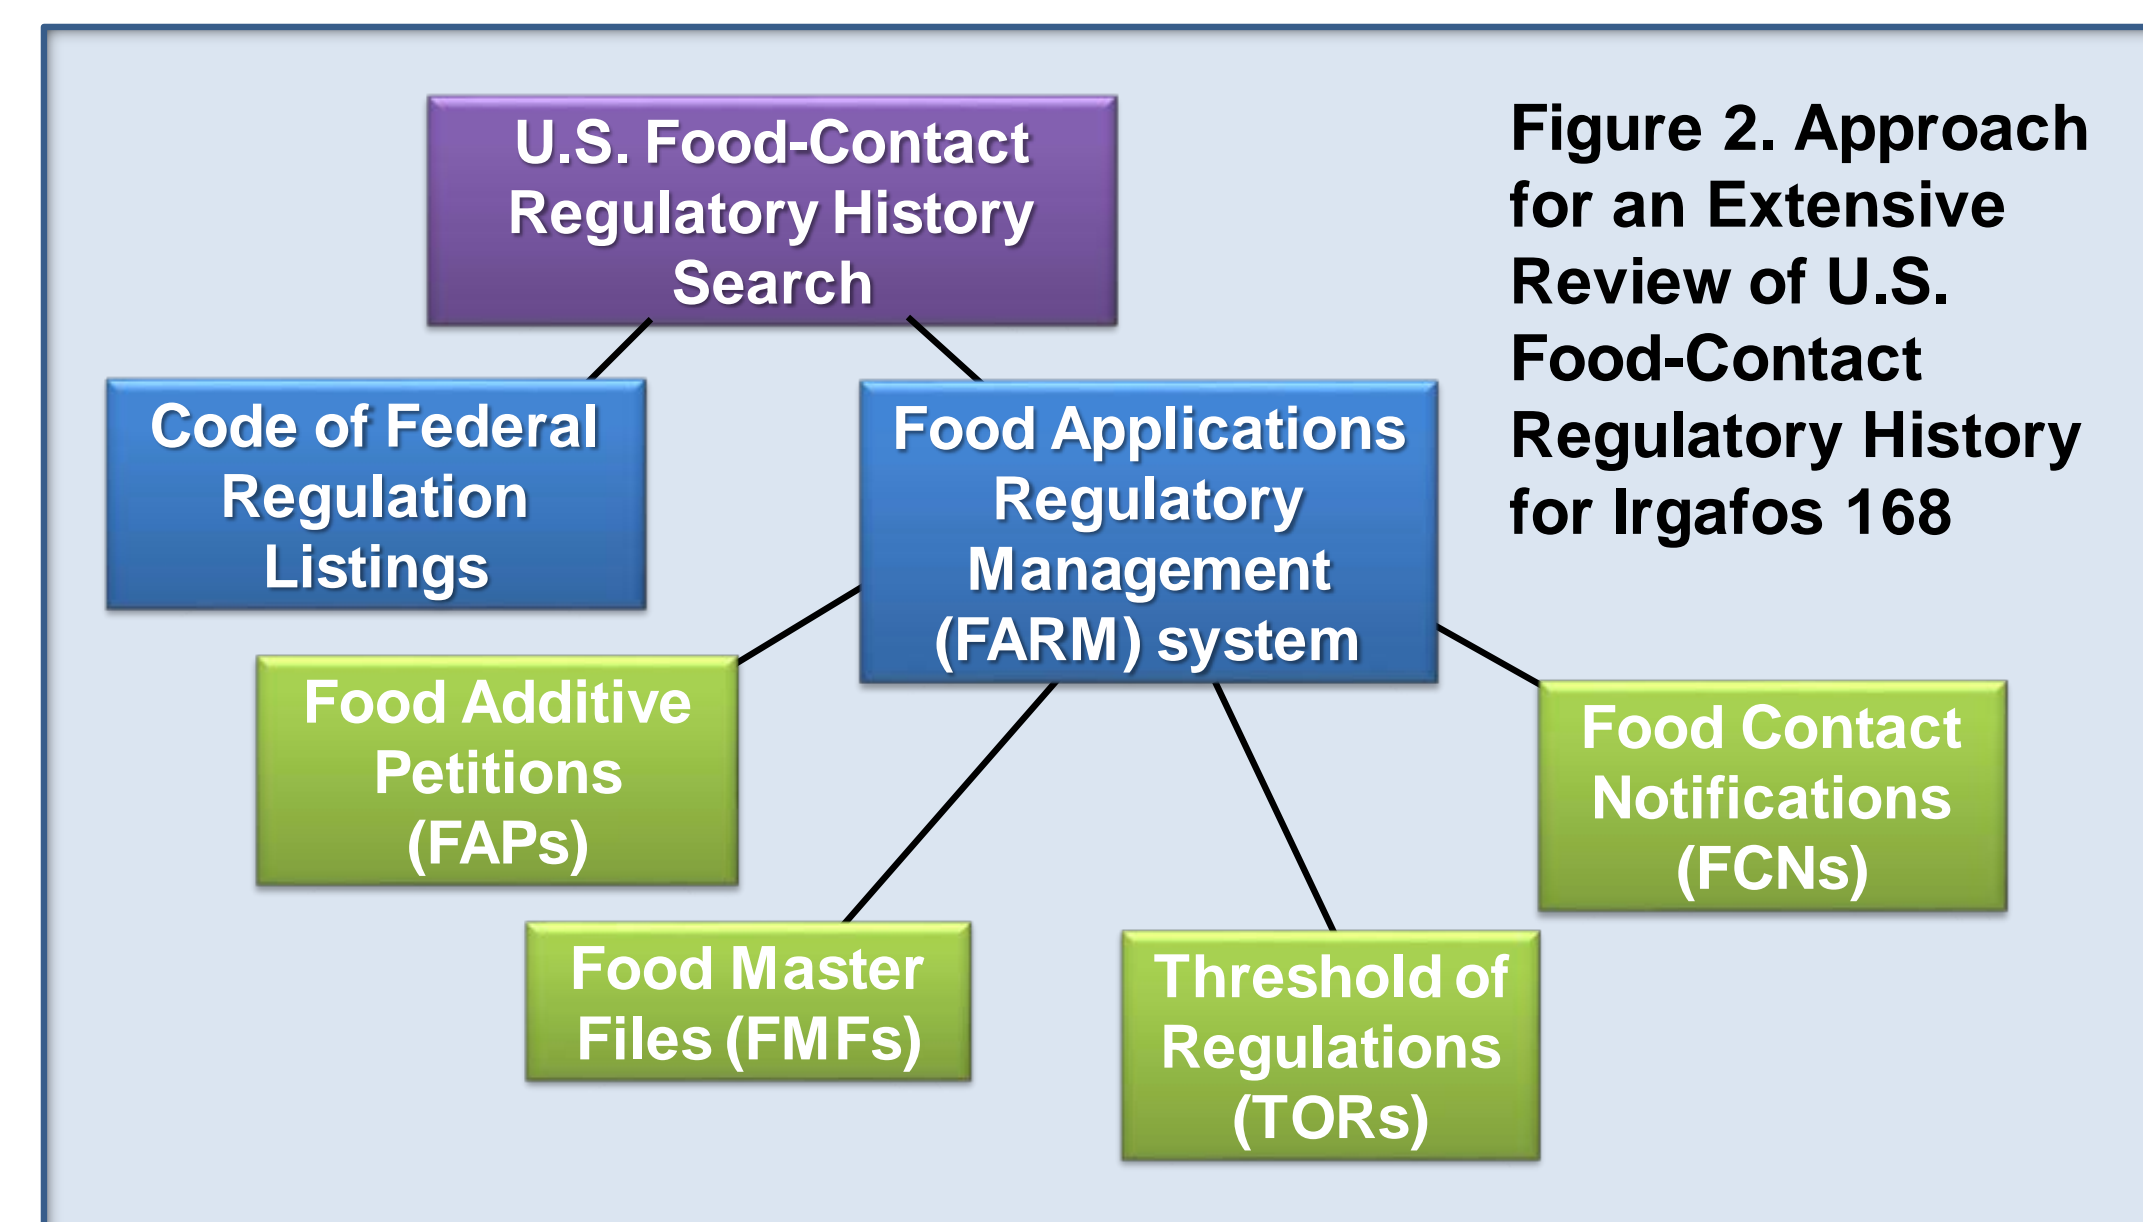 U.S. Food-Contact
Regulatory History
Search
Figure 2. Approach
for an Extensive
Review of U.S.
Food-Contact
Regulatory History
for Irgafos 168
Code of Federal
Regulation
Listings
Food Applications
Regulatory
Management
(FARM) system
Food Additive
Petitions
(FAPs)
Food Master
Files (FMFs)
Threshold of
Regulations
(TORs)
Food Contact
Notifications
(FCNs)